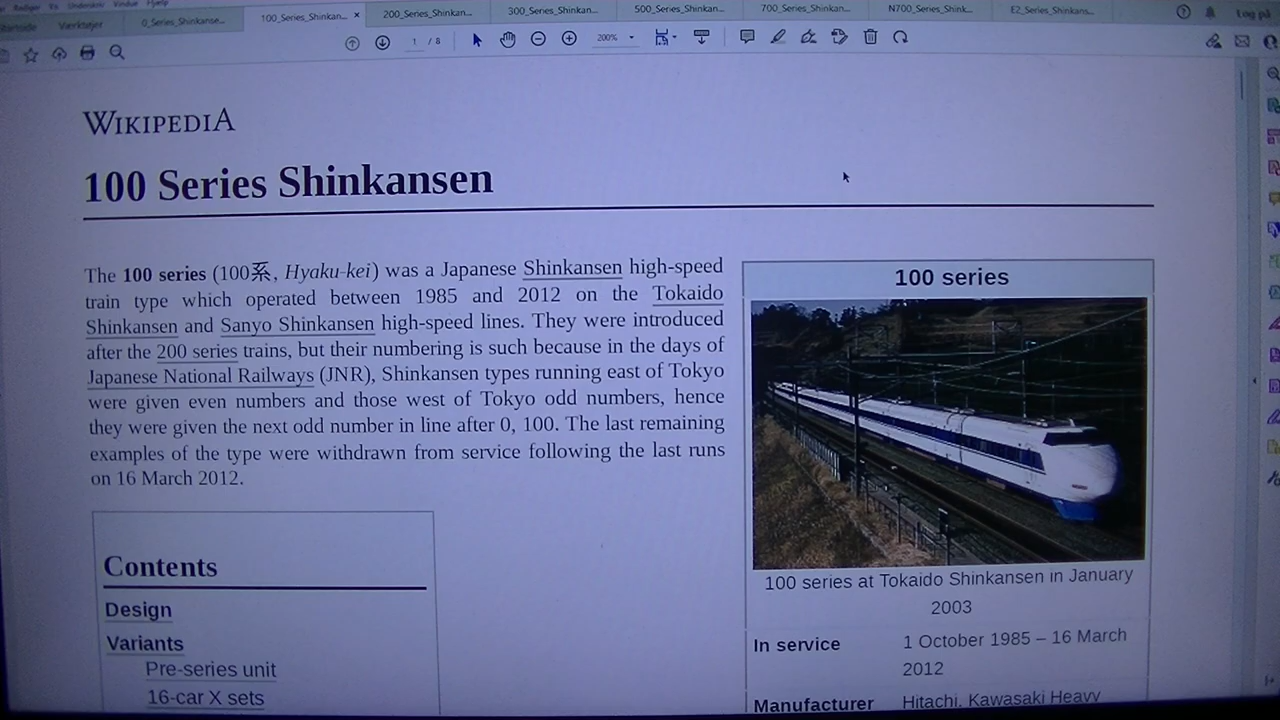 Startside
Værktøjer
0_Series_Shinkanse...
100_Series_Shinkan... ×
200_Series_Shinkan...
300_Series_Shinkan...
500_Series_Shinkan...
700_Series_Shinkan...
N700_Series_Shink...
E2_Series_Shinkans...
Log på
1 / 8
200%
WIKIPEDIA
100 Series Shinkansen
The 100 series (100系, Hyaku-kei) was a Japanese Shinkansen high-speed
train type which operated between 1985 and 2012 on the Tokaido
Shinkansen and Sanyo Shinkansen high-speed lines. They were introduced
after the 200 series trains, but their numbering is such because in the days of
Japanese National Railways (JNR), Shinkansen types running east of Tokyo
were given even numbers and those west of Tokyo odd numbers, hence
they were given the next odd number in line after 0, 100. The last remaining
examples of the type were withdrawn from service following the last runs
on 16 March 2012.
Contents
Design
Variants
Pre-series unit
16-car X sets
100 series
100 series at Tokaido Shinkansen in January
2003
In service 1 October 1985 – 16 March
2012
Manufacturer Hitachi, Kawasaki Heavy